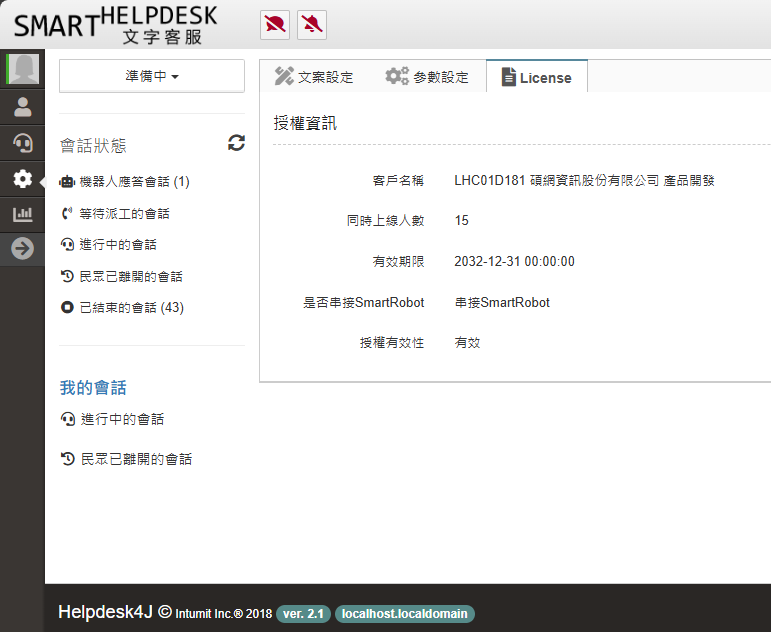 SMARTHELPDESK
文字客服
準備中
會話狀態
機器人應答會話 (1)
等待派工的會話
進行中的會話
民眾已離開的會話
已結束的會話 (43)
我的會話
進行中的會話
民眾已離開的會話
文案設定 參數設定 License
授權資訊
客戶名稱 LHC01D181 碩網資訊股份有限公司 產品開發
同時上線人數 15
有效期限 2032-12-31 00:00:00
是否串接SmartRobot 串接SmartRobot
授權有效性 有效
Helpdesk4J © Intumit Inc.® 2018 ver. 2.1 localhost.localdomain